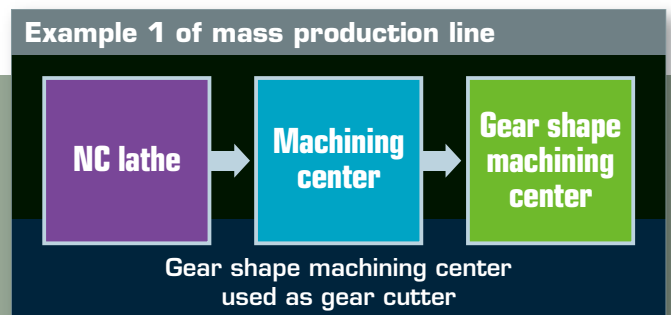 Example 1 of mass production line
NC lathe
Machining
center
Gear shape
machining
center
Gear shape machining center
used as gear cutter